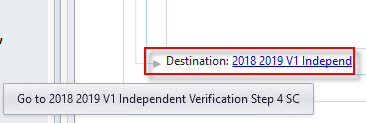 Destination: 2018 2019 V1 Independ
Go to 2018 2019 V1 Independent Verification Step 4 SC